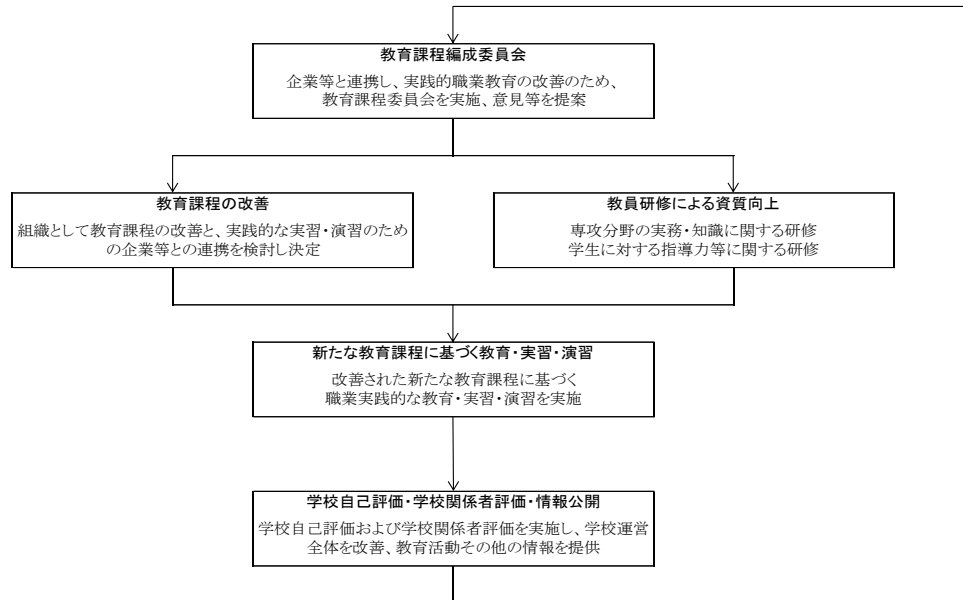 教育課程編成委員会
企業等と連携し、実践的職業教育の改善のため、
教育課程委員会を実施、意見等を提案
教育課程の改善
組織として教育課程の改善と、実践的な実習・演習のため
の企業等との連携を検討し決定
教員研修による資質向上
専攻分野の実務・知識に関する研修
学生に対する指導力等に関する研修
新たな教育課程に基づく教育・実習・演習
改善された新たな教育課程に基づく
職業実践的な教育・実習・演習を実施
学校自己評価・学校関係者評価・情報公開
学校自己評価および学校関係者評価を実施し、学校運営
全体を改善、教育活動その他の情報を提供